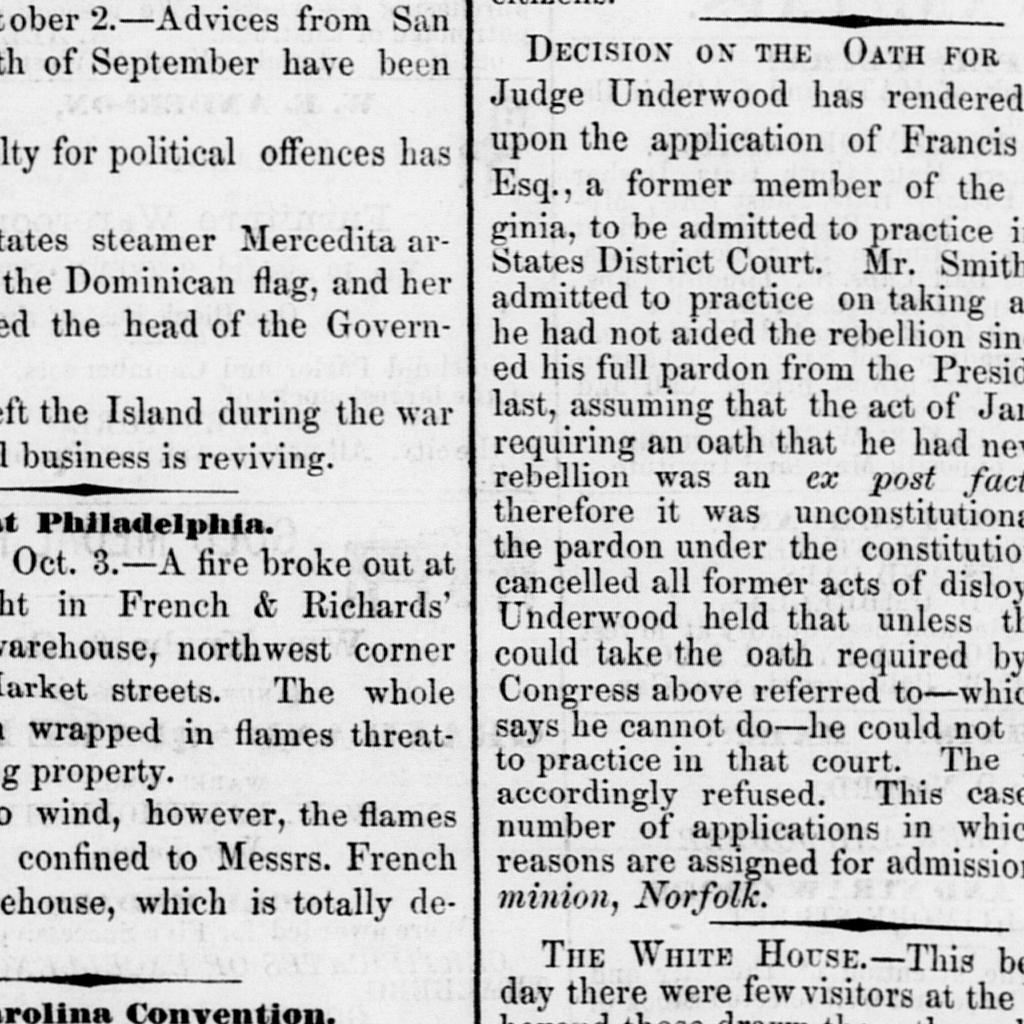 ober 2.—Advices from San
th of September have been
lty for political offences has
tates steamer Mercedita ar-
the Dominican flag, and her
ed the head of the Govern-
eft the Island during the war
d business is reviving.
at Philadelphia.
Oct. 3.—A fire broke out at
ht in French & Richards'
warehouse, northwest corner
Market streets. The whole
wrapped in flames threat-
g property.
o wind, however, the flames
confined to Messrs. French
ehouse, which is totally de-
arolina Convention.
citizens.
DECISION ON THE OATH FOR
Judge Underwood has rendered
upon the application of Francis
Esq., a former member of the
ginia, to be admitted to practice i
States District Court. Mr. Smith
admitted to practice on taking a
he had not aided the rebellion sin
ed his full pardon from the Presid
last, assuming that the act of Jan
requiring an oath that he had nev
rebellion was an ex post fact
therefore it was unconstitutiona
the pardon under the constitutio
cancelled all former acts of disloy
Underwood held that unless th
could take the oath required by
Congress above referred to—whic
says he cannot do—he could not
to practice in that court. The
accordingly refused. This case
number of applications in whic
reasons are assigned for admission
minion, Norfolk.
THE WHITE HOUSE.—This be
day there were few visitors at the